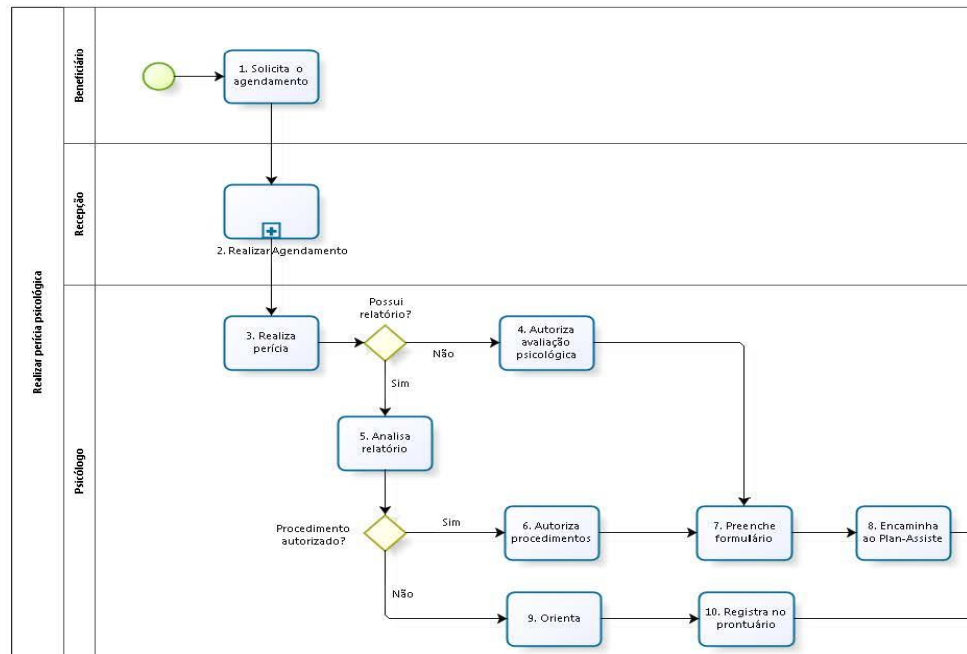 Realizar perícia psicológica
Beneficiário
1. Solicita o
agendamento
Recepção
2. Realizar Agendamento
Psicólogo
3. Realiza
perícia
Possui
relatório?
Não
4. Autoriza
avaliação
psicológica
Sim
5. Analisa
relatório
Procedimento
autorizado?
Sim
6. Autoriza
procedimentos
7. Preenche
formulário
8. Encaminha
ao Plan-Assiste
Não
9. Orienta
10. Registra no
prontuário